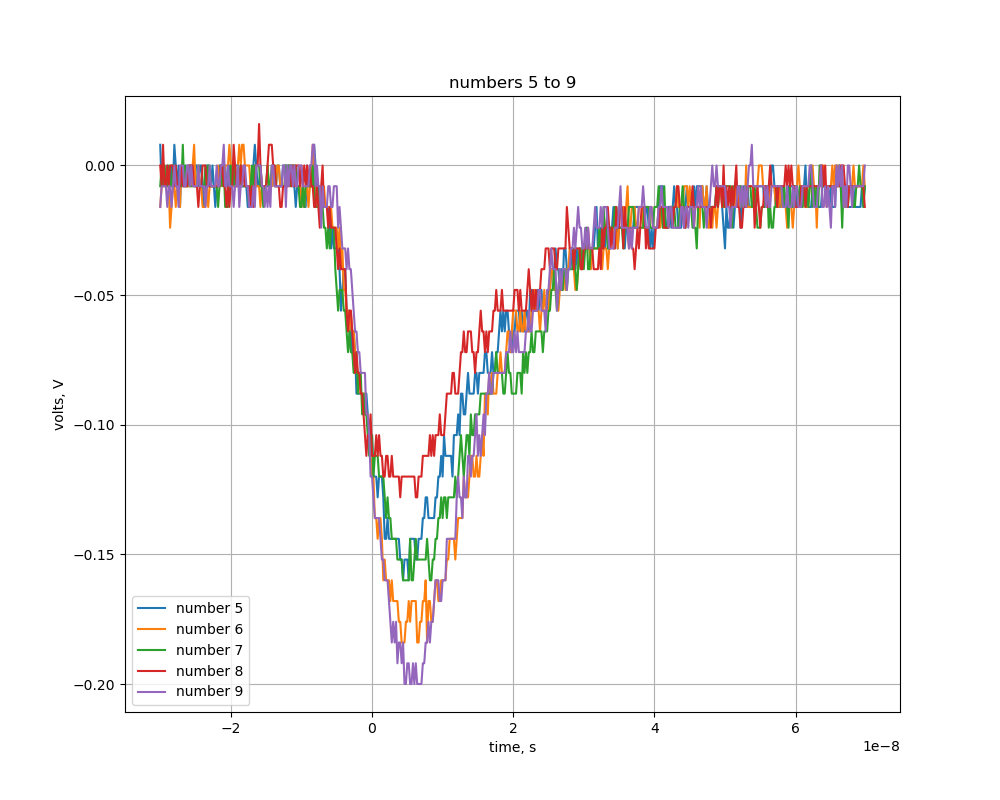 numbers 5 to 9
volts, V
0.00
−0.05
−0.10
−0.15
−0.20
number 5
number 6
number 7
number 8
number 9
−2
0
2
4
6
time, s
1e−8